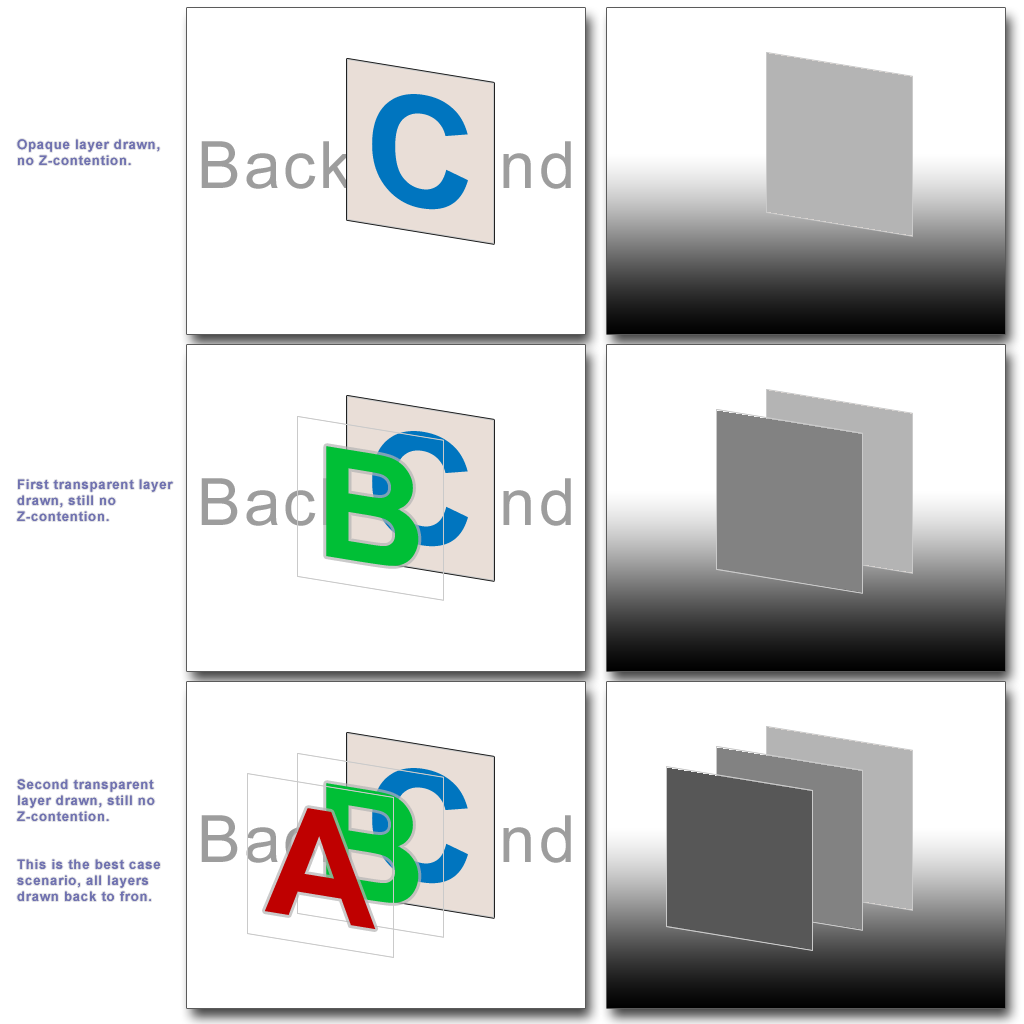 Opaque layer drawn,
no Z-contention.
Back nd
C
First transparent layer
drawn, still no
Z-contention.
Bac nd
B
C
Second transparent
layer drawn, still no
Z-contention.
Bac nd
A
B
C
This is the best case
scenario, all layers
drawn back to fron.